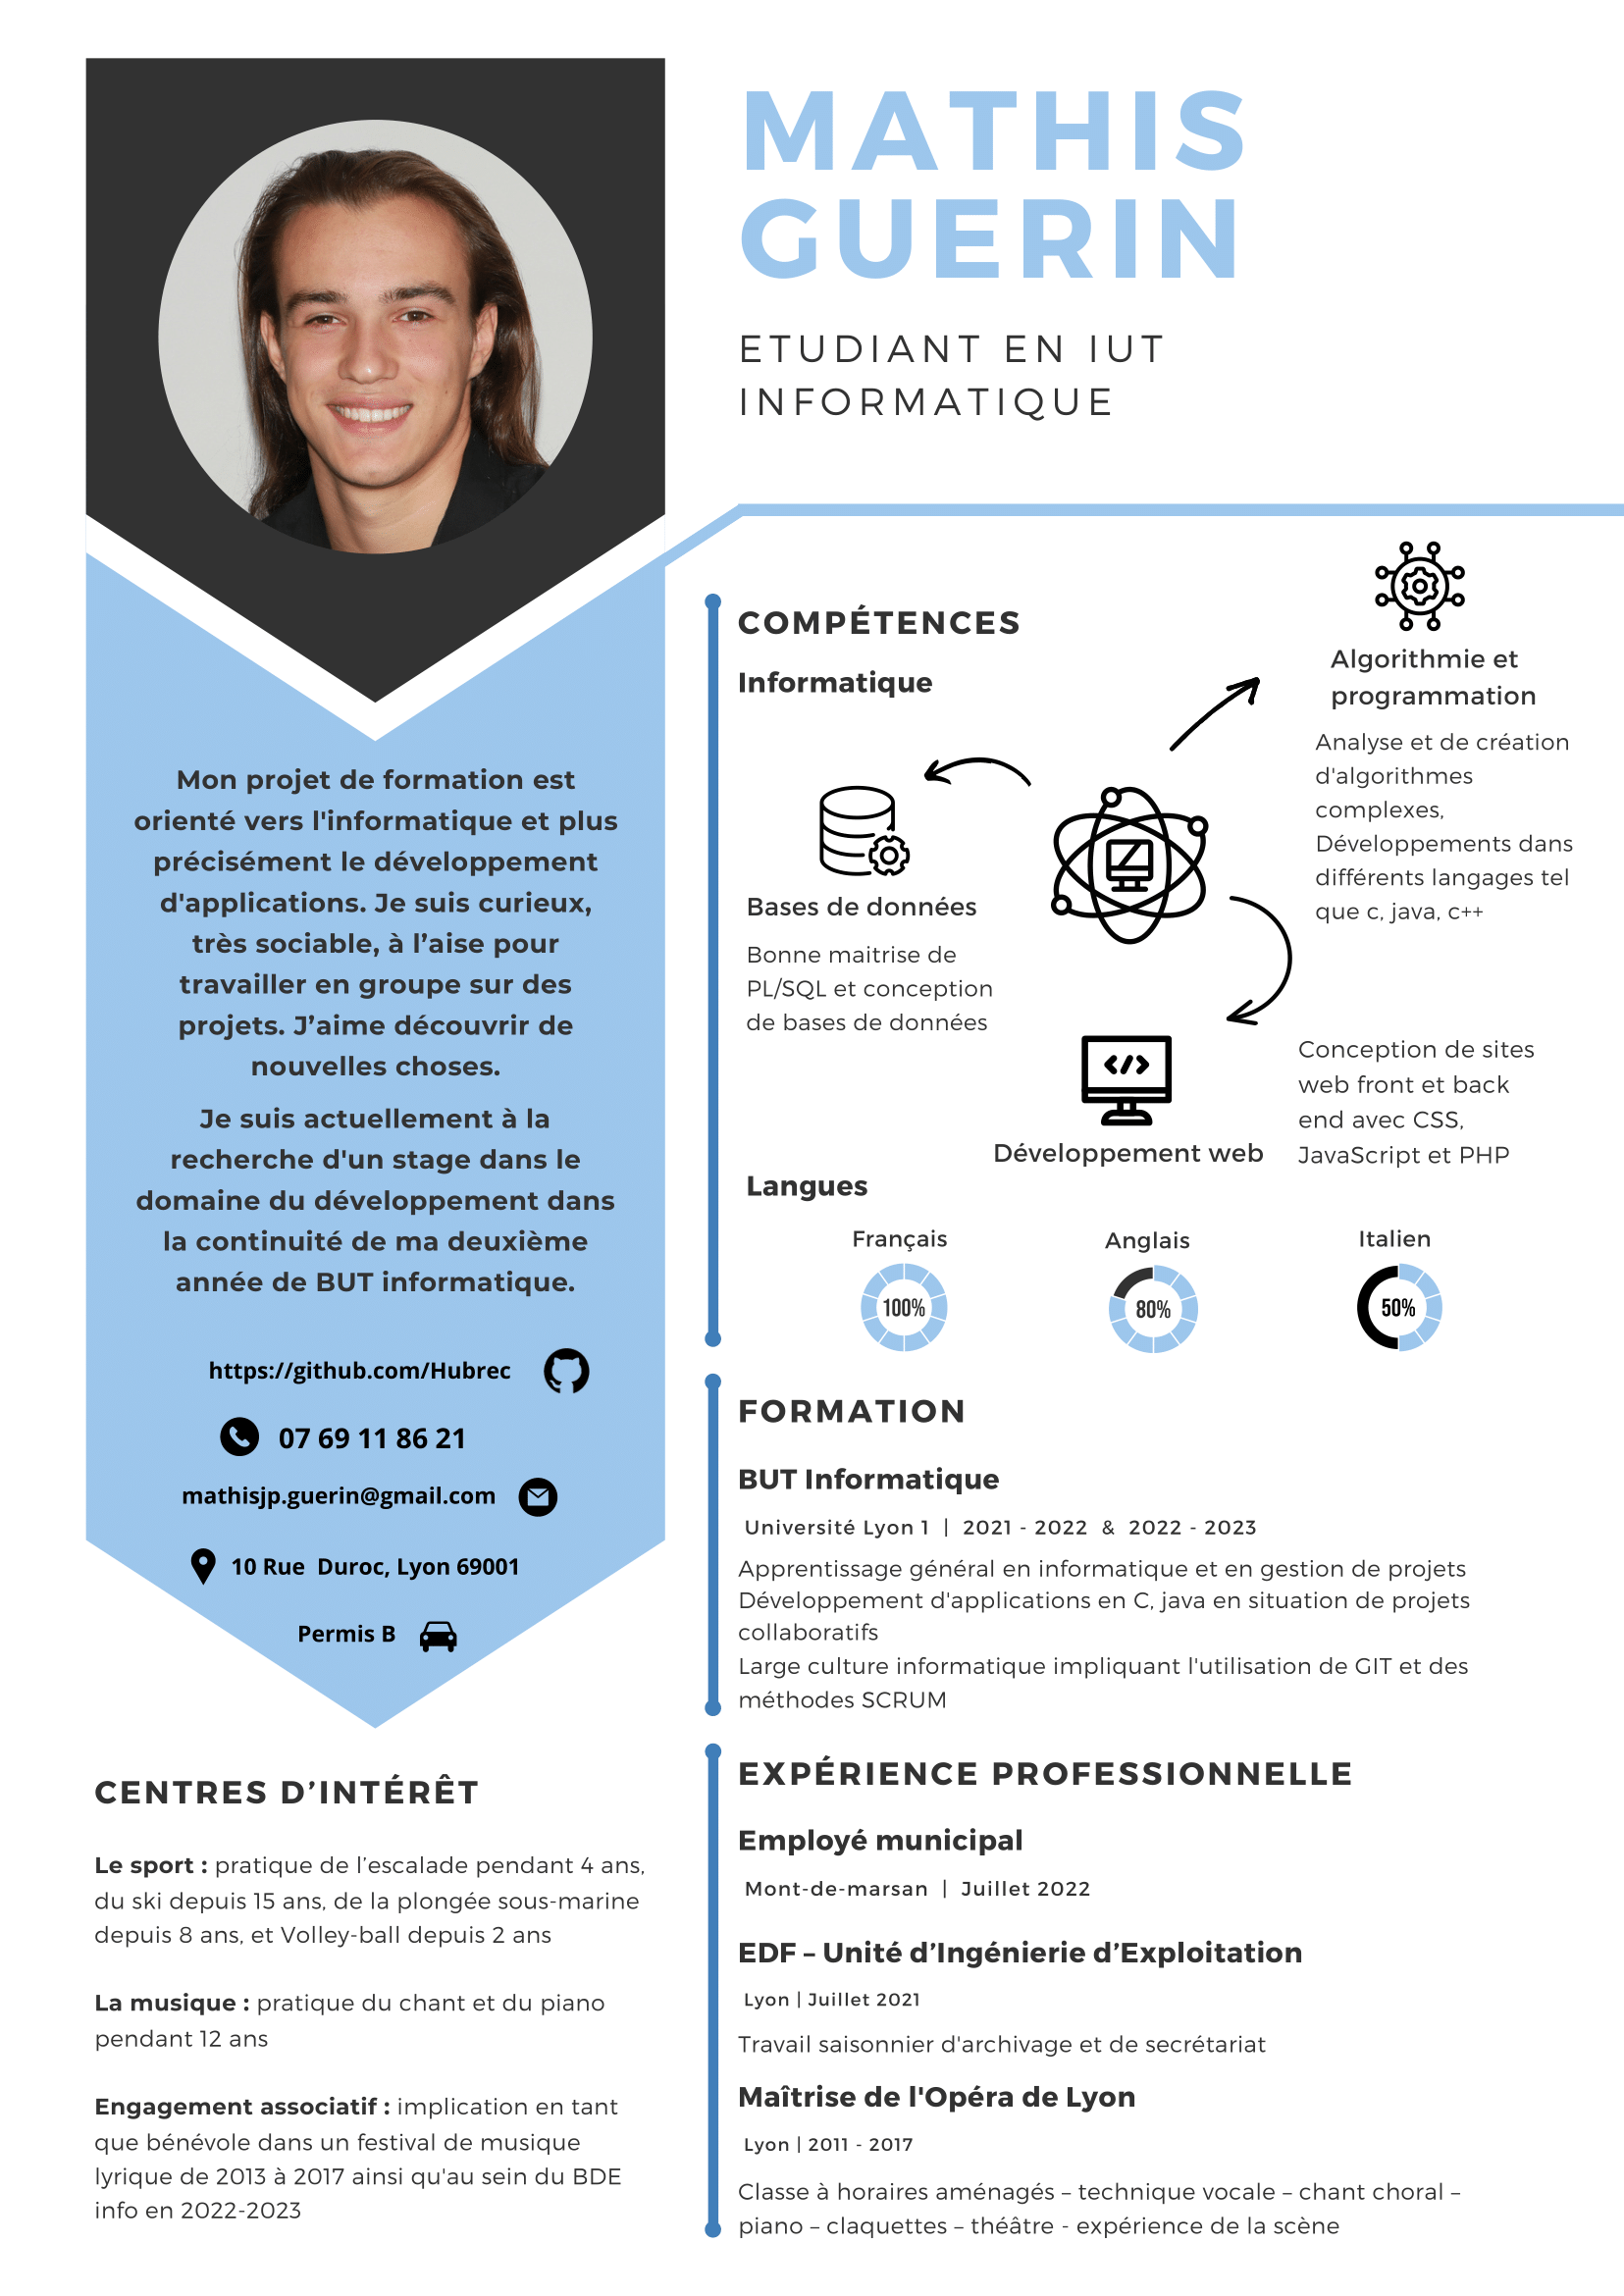 MATHIS
GUERIN
ETUDIANT EN IUT
INFORMATIQUE
Mon projet de formation est
orienté vers l'informatique et plus
précisément le développement
d'applications. Je suis curieux,
très sociable, à l’aise pour
travailler en groupe sur des
projets. J’aime découvrir de
nouvelles choses.
Je suis actuellement à la
recherche d'un stage dans le
domaine du développement dans
la continuité de ma deuxième
année de BUT informatique.
https://github.com/Hubrec
07 69 11 86 21
mathisjp.guerin@gmail.com
10 Rue Duroc, Lyon 69001
Permis B
CENTRES D’INTÉRÊT
Le sport : pratique de l’escalade pendant 4 ans,
du ski depuis 15 ans, de la plongée sous-marine
depuis 8 ans, et Volley-ball depuis 2 ans
La musique : pratique du chant et du piano
pendant 12 ans
Engagement associatif : implication en tant
que bénévole dans un festival de musique
lyrique de 2013 à 2017 ainsi qu'au sein du BDE
info en 2022-2023
COMPÉTENCES
Informatique
Algorithmie et
programmation
Analyse et de création
d'algorithmes
complexes,
Développements dans
différents langages tel
que c, java, c++
Bases de données
Bonne maitrise de
PL/SQL et conception
de bases de données
Développement web
Conception de sites
web front et back
end avec CSS,
JavaScript et PHP
Langues
Français
100%
Anglais
80%
Italien
50%
FORMATION
BUT Informatique
Université Lyon 1 | 2021 - 2022 & 2022 - 2023
Apprentissage général en informatique et en gestion de projets
Développement d'applications en C, java en situation de projets
collaboratifs
Large culture informatique impliquant l'utilisation de GIT et des
méthodes SCRUM
EXPÉRIENCE PROFESSIONNELLE
Employé municipal
Mont-de-marsan | Juillet 2022
EDF – Unité d’Ingénierie d’Exploitation
Lyon | Juillet 2021
Travail saisonnier d'archivage et de secrétariat
Maîtrise de l'Opéra de Lyon
Lyon | 2011 - 2017
Classe à horaires aménagés – technique vocale – chant choral –
piano – claquettes – théâtre - expérience de la scène